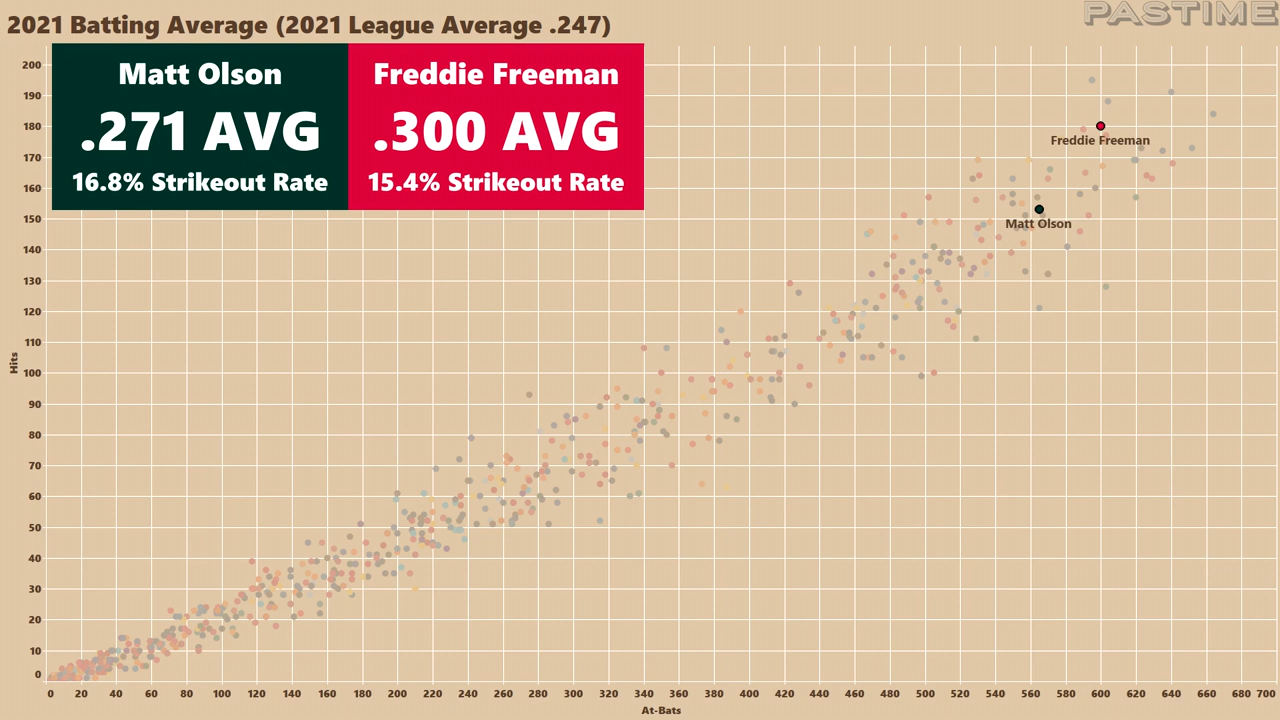 2021 Batting Average (2021 League Average .247)
PASTIME
Matt Olson
.271 AVG
16.8% Strikeout Rate
Freddie Freeman
.300 AVG
15.4% Strikeout Rate
200
190
180
170
160
150
140
130
120
110
100
90
80
70
60
50
40
30
20
10
0
Hits
Freddie Freeman
Matt Olson
0 20 40 60 80 100 120 140 160 180 200 220 240 260 280 300 320 340 360 380 400 420 440 460 480 500 520 540 560 580 600 620 640 660 680 700
At-Bats